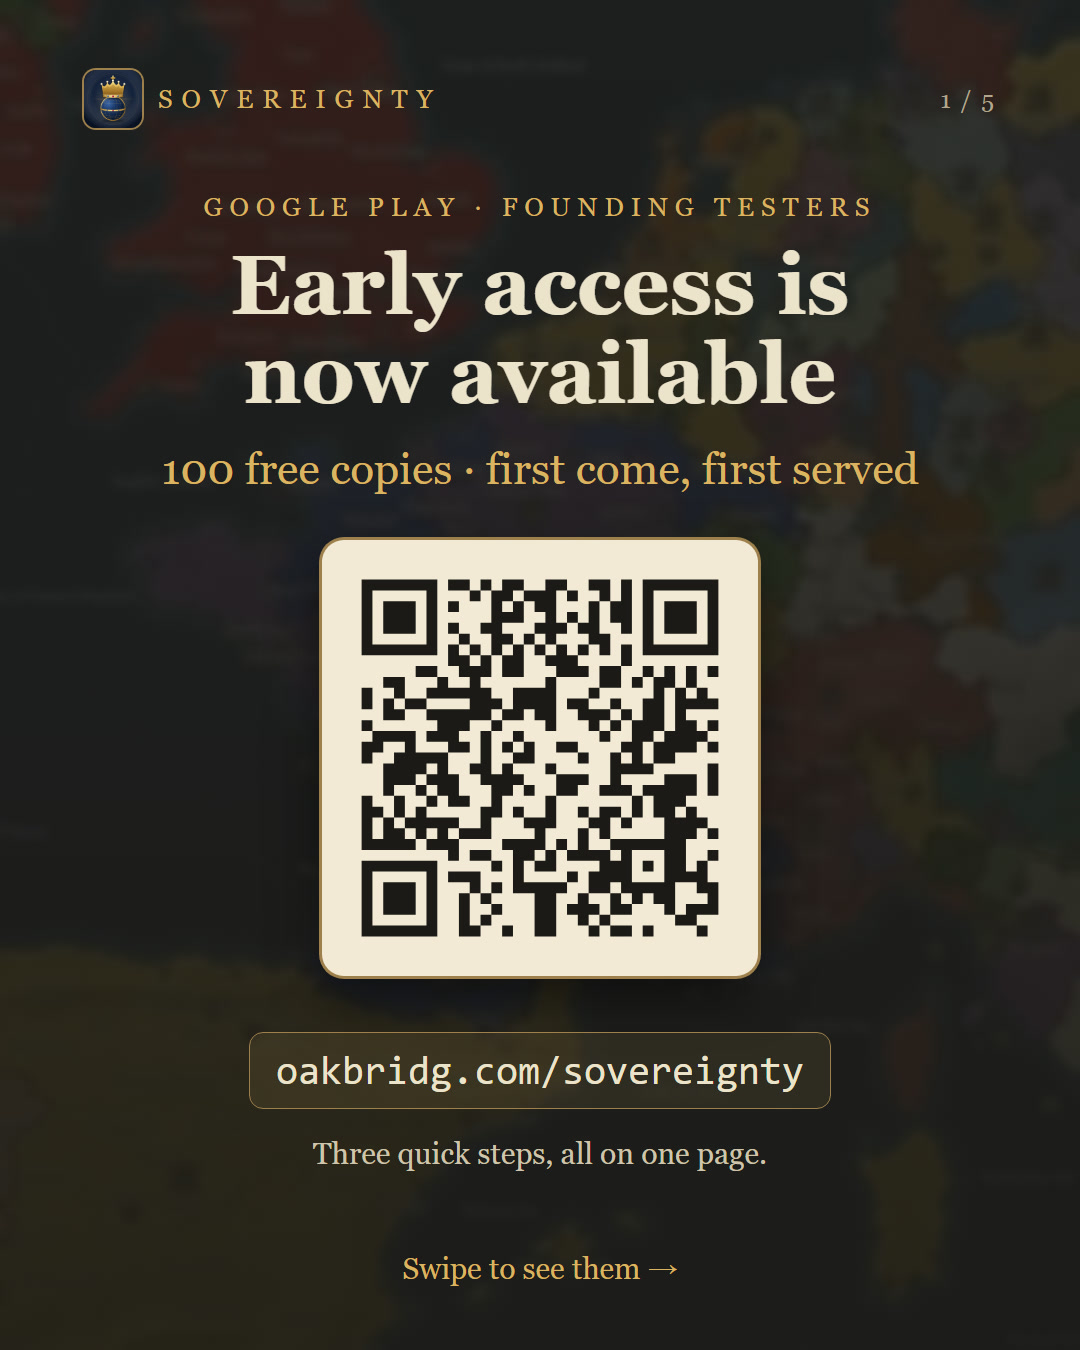 SOVEREIGNTY
1 / 5
GOOGLE PLAY · FOUNDING TESTERS
Early access is
now available
100 free copies · first come, first served
oakbridg.com/sovereignty
Three quick steps, all on one page.
Swipe to see them →